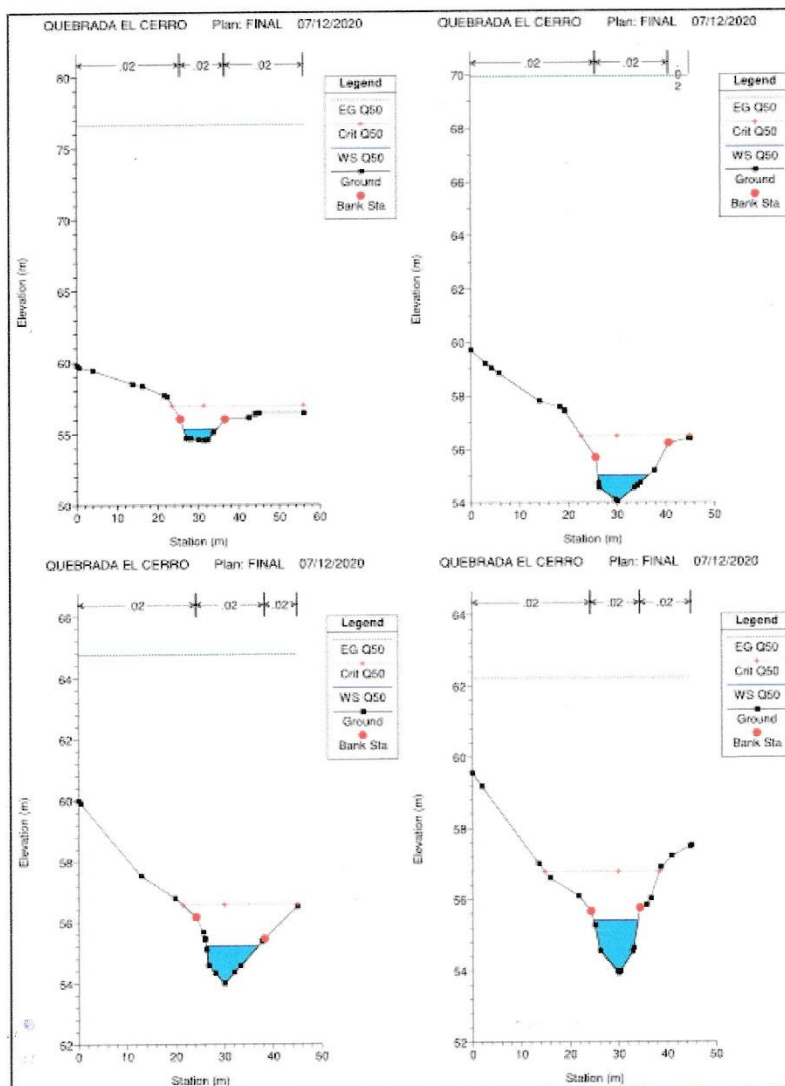 QUEBRADA EL CERRO Plan: FINAL 07/12/2020
.02 .02 .02
Legend
EG Q50
Crit Q50
WS Q50
Ground
Bank Sta
Elevation (m)
80
75
70
65
60
55
50
0 10 20 30 40 50 60
Station (m)
QUEBRADA EL CERRO Plan: FINAL 07/12/2020
.02 .02 .02
Legend
EG Q50
Crit Q50
WS Q50
Ground
Bank Sta
Elevation (m)
70
68
66
64
62
60
58
56
54
0 10 20 30 40 50
Station (m)
QUEBRADA EL CERRO Plan: FINAL 07/12/2020
.02 .02 .02
Legend
EG Q50
Crit Q50
WS Q50
Ground
Bank Sta
Elevation (m)
66
64
62
60
58
56
54
52
0 10 20 30 40 50
Station (m)
QUEBRADA EL CERRO Plan: FINAL 07/12/2020
.02 .02 .02
Legend
EG Q50
Crit Q50
WS Q50
Ground
Bank Sta
Elevation (m)
64
62
60
58
56
54
52
0 10 20 30 40 50
Station (m)